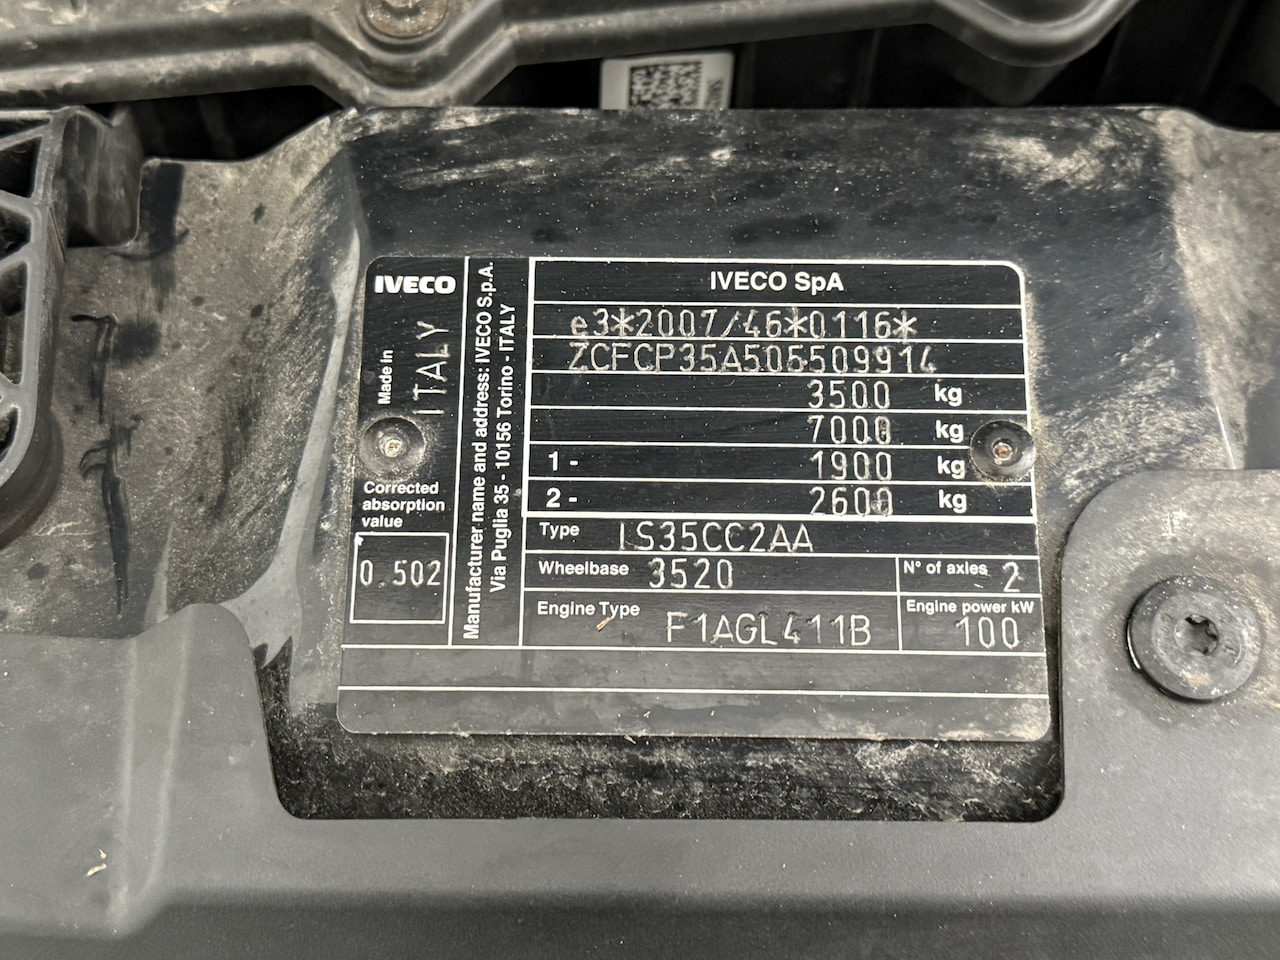 IVECO
Made In ITALY
Corrected
absorption
value
0.502
Manufacturer name and address: IVECO S.p.A.
Via Puglia 35 - 10156 Torino - ITALY
IVECO SpA
e3*2007/46*0116*
ZCFCP35A505509914
3500 kg
7000 kg
1 - 1900 kg
2 - 2600 kg
Type IS35CC2AA
Wheelbase 3520
N° of axles 2
Engine Type F1AGL411B
Engine power kW
100